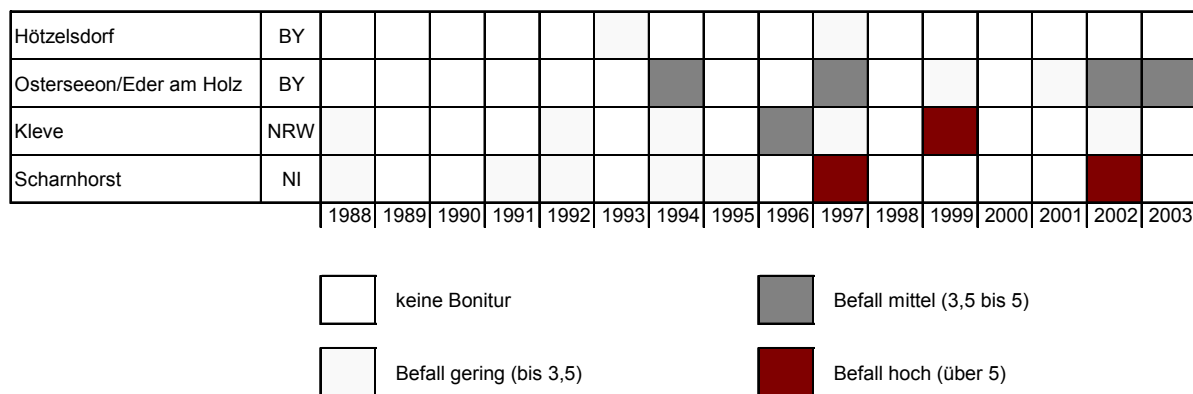 Hötzelsdorf BY
Osterseeon/Eder am Holz BY
Kleve NRW
Scharnhorst NI
1988 1989 1990 1991 1992 1993 1994 1995 1996 1997 1998 1999 2000 2001 2002 2003
keine Bonitur Befall mittel (3,5 bis 5)
Befall gering (bis 3,5) Befall hoch (über 5)